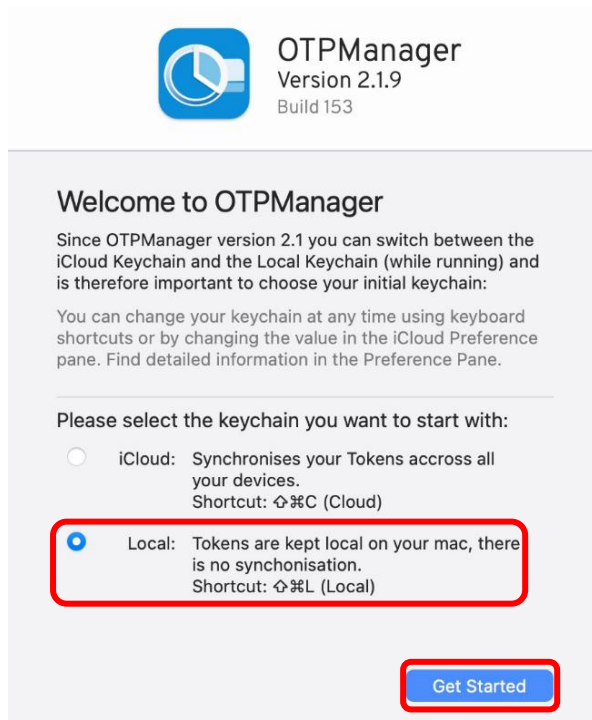 OTPManager
Version 2.1.9
Build 153
Welcome to OTPManager
Since OTPManager version 2.1 you can switch between the
iCloud Keychain and the Local Keychain (while running) and
is therefore important to choose your initial keychain:
You can change your keychain at any time using keyboard
shortcuts or by changing the value in the iCloud Preference
pane. Find detailed information in the Preference Pane.
Please select the keychain you want to start with:
iCloud: Synchronises your Tokens accross all
your devices.
Shortcut: ⇧⌘C (Cloud)
Local: Tokens are kept local on your mac, there
is no synchonisation.
Shortcut: ⇧⌘L (Local)
Get Started